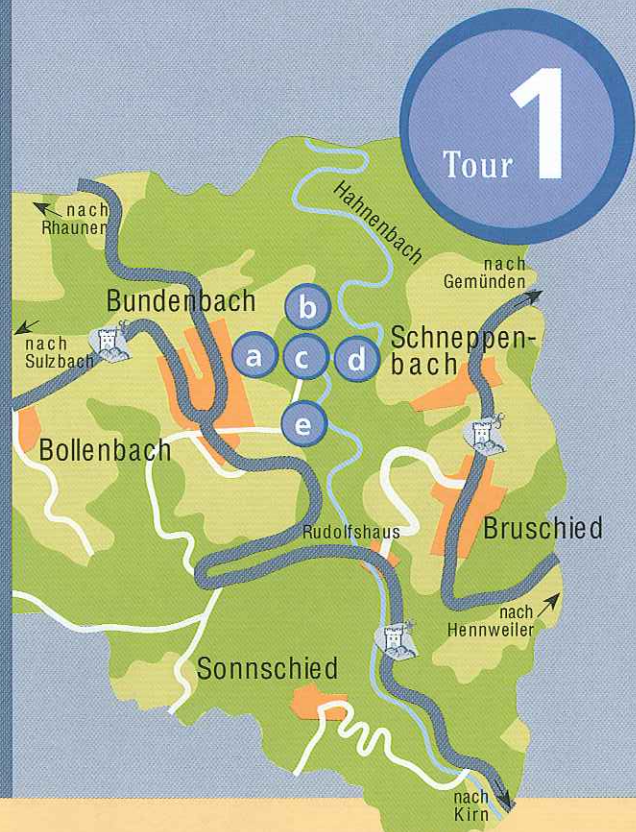 Tour 1
Hahnenbach
nach
Rhaunen
nach
Gemünden
Bundenbach
b
nach
Sulzbach
a
c
d
Schneppen-
bach
e
Bollenbach
Rudolfshaus
Bruschied
nach
Hennweiler
Sonnschied
nach
Kirn